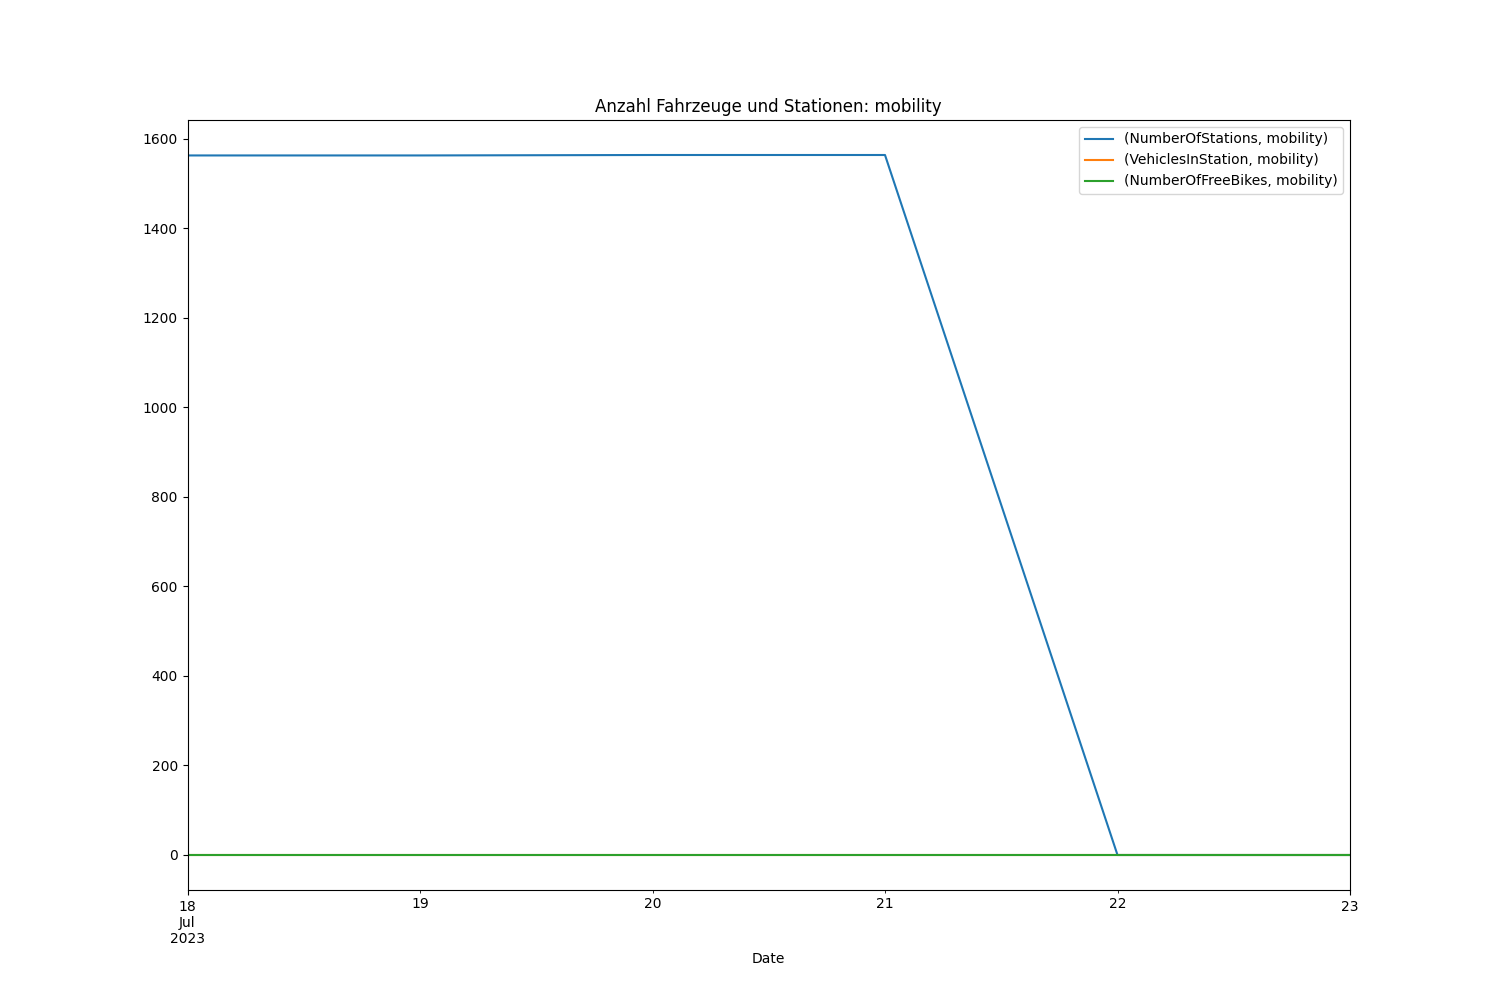 Anzahl Fahrzeuge und Stationen: mobility
(NumberOfStations, mobility)
(VehiclesInStation, mobility)
(NumberOfFreeBikes, mobility)
1600
1400
1200
1000
800
600
400
200
0
18 19 20 21 22 23
Jul
2023
Date